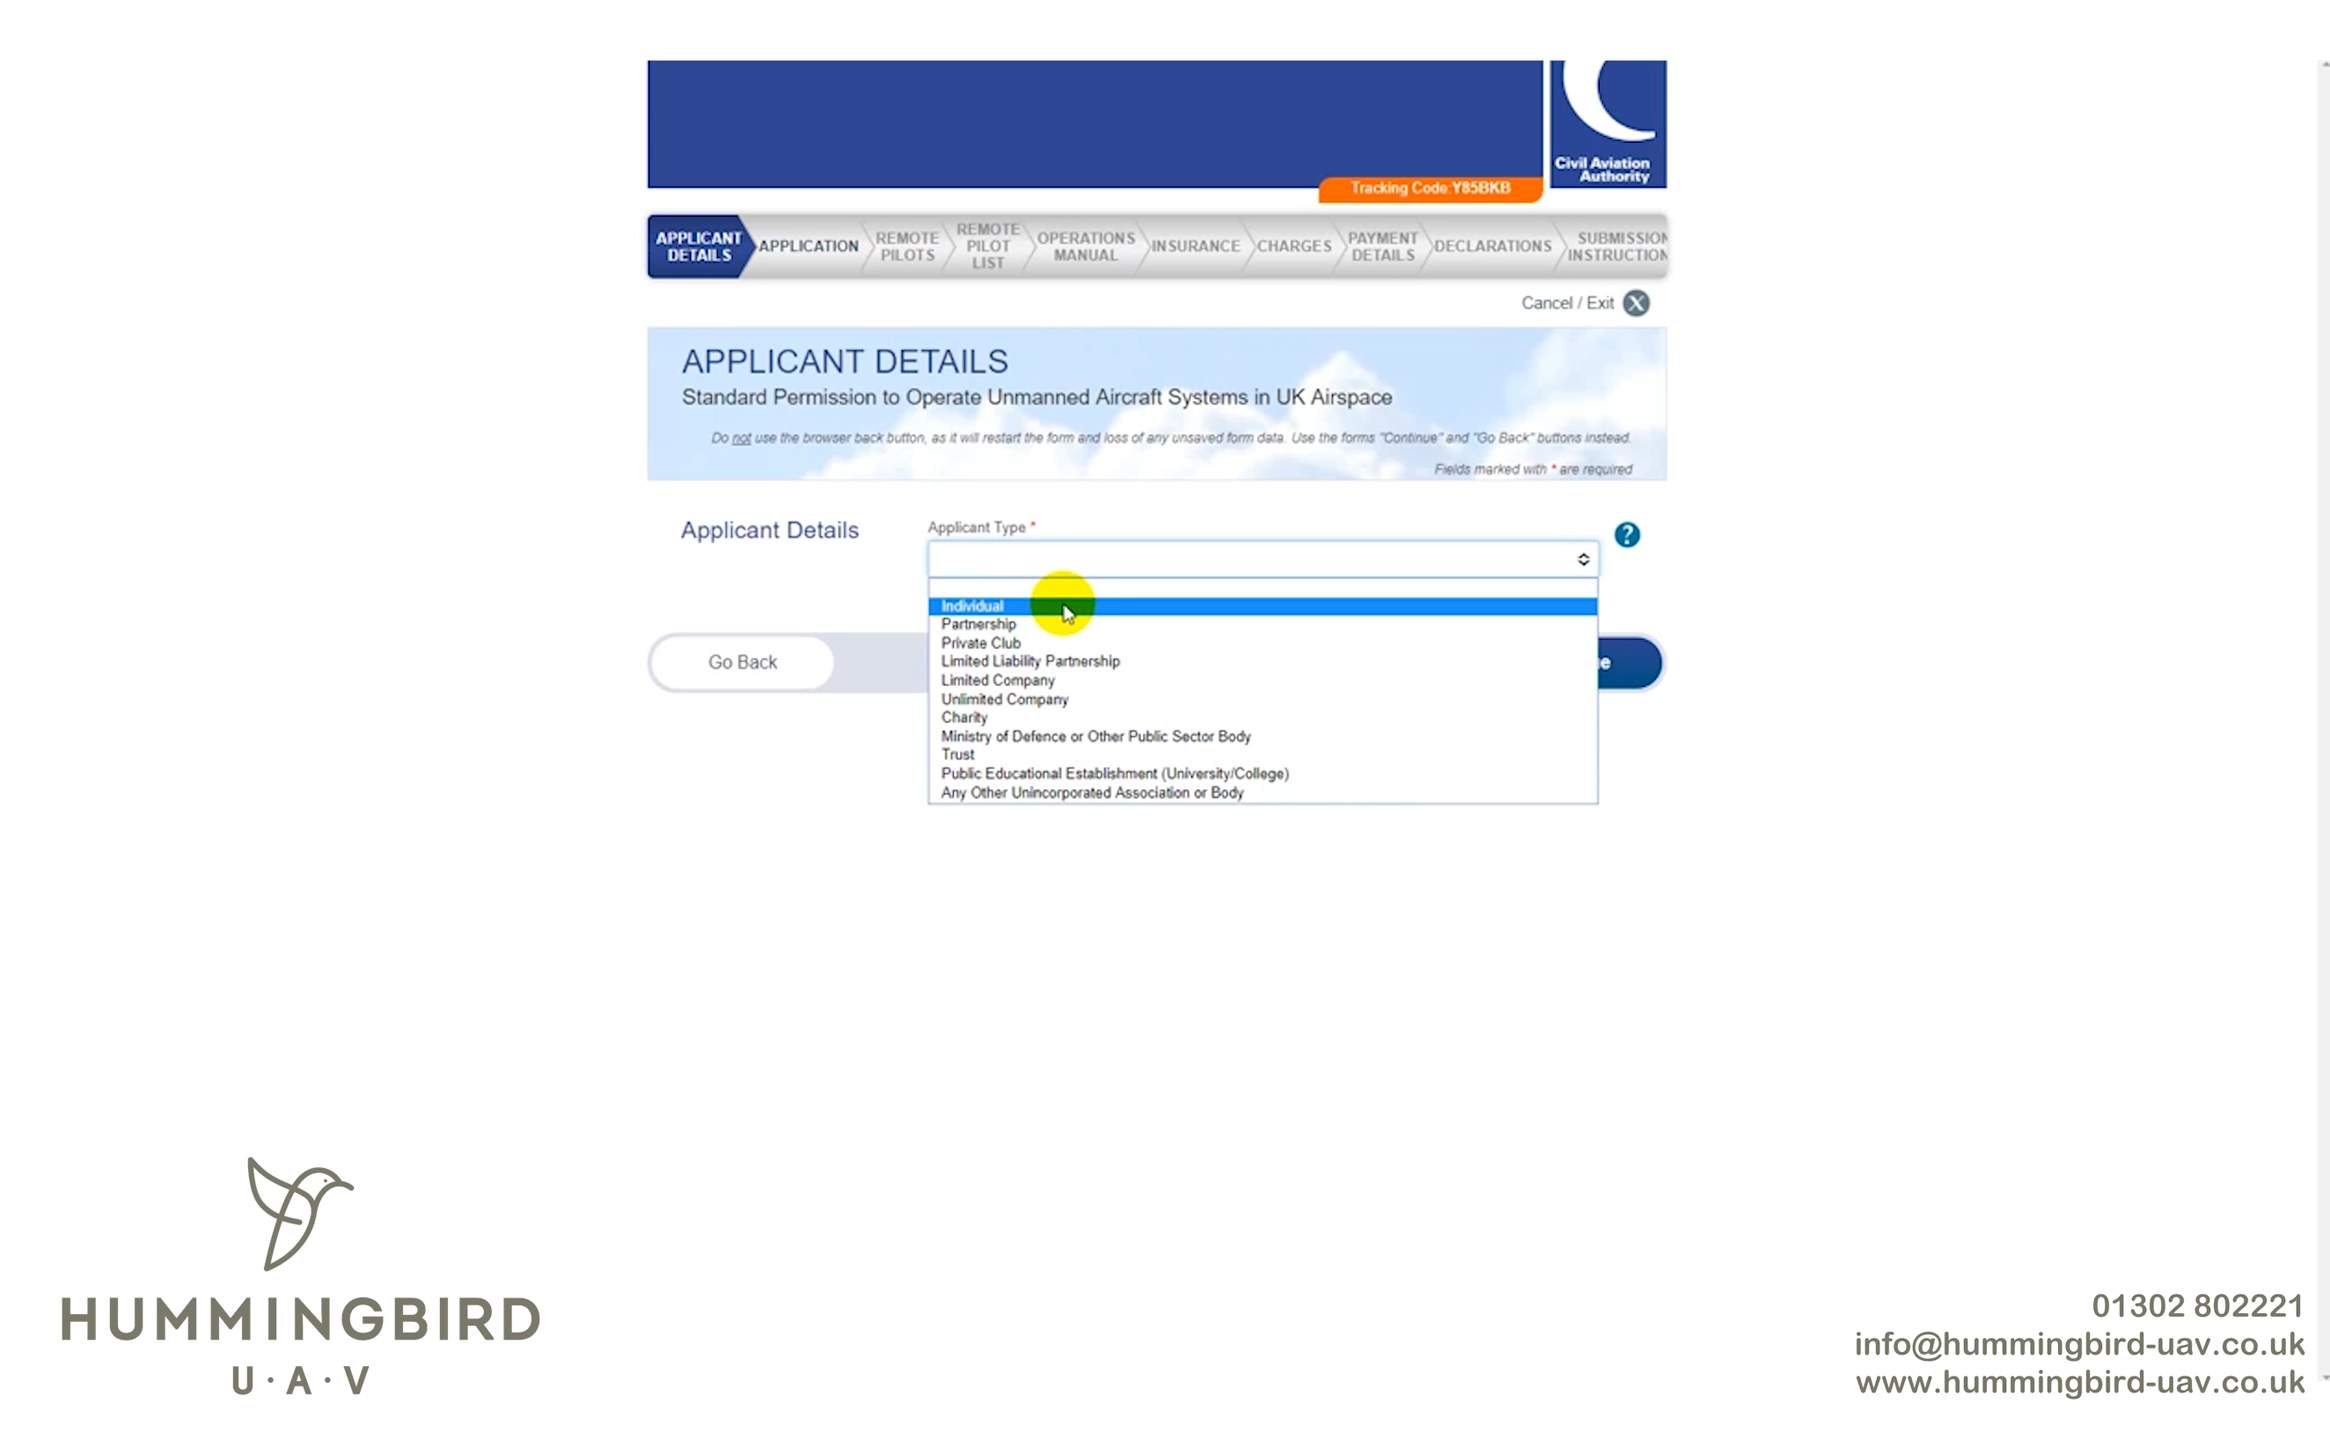 Civil Aviation
Authority
Tracking Code:Y85BKB
APPLICANT
DETAILS
APPLICATION
REMOTE
PILOTS
REMOTE
PILOT
LIST
OPERATIONS
MANUAL
INSURANCE
CHARGES
PAYMENT
DETAILS
DECLARATIONS
SUBMISSION
INSTRUCTION
Cancel / Exit X
APPLICANT DETAILS
Standard Permission to Operate Unmanned Aircraft Systems in UK Airspace
Do not use the browser back button, as it will restart the form and loss of any unsaved form data. Use the forms "Continue" and "Go Back" buttons instead.
Fields marked with * are required
Applicant Details
Applicant Type *
?
Individual
Partnership
Private Club
Limited Liability Partnership
Limited Company
Unlimited Company
Charity
Ministry of Defence or Other Public Sector Body
Trust
Public Educational Establishment (University/College)
Any Other Unincorporated Association or Body
Go Back
e
HUMMINGBIRD
U·A·V
01302 802221
info@hummingbird-uav.co.uk
www.hummingbird-uav.co.uk